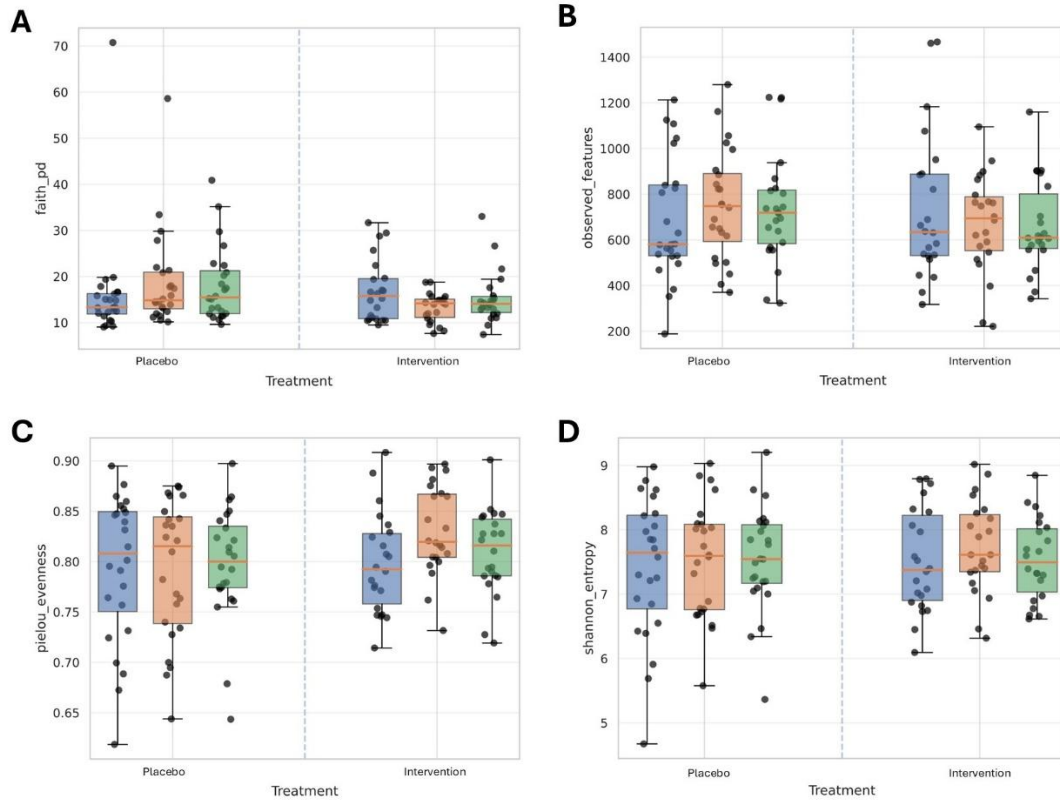 A
faith_pd
70
60
50
40
30
20
10
Placebo
Intervention
Treatment
B
observed_features
1400
1200
1000
800
600
400
200
Placebo
Intervention
Treatment
C
pielou_evenness
0.90
0.85
0.80
0.75
0.70
0.65
Placebo
Intervention
Treatment
D
shannon_entropy
9
8
7
6
5
Placebo
Intervention
Treatment